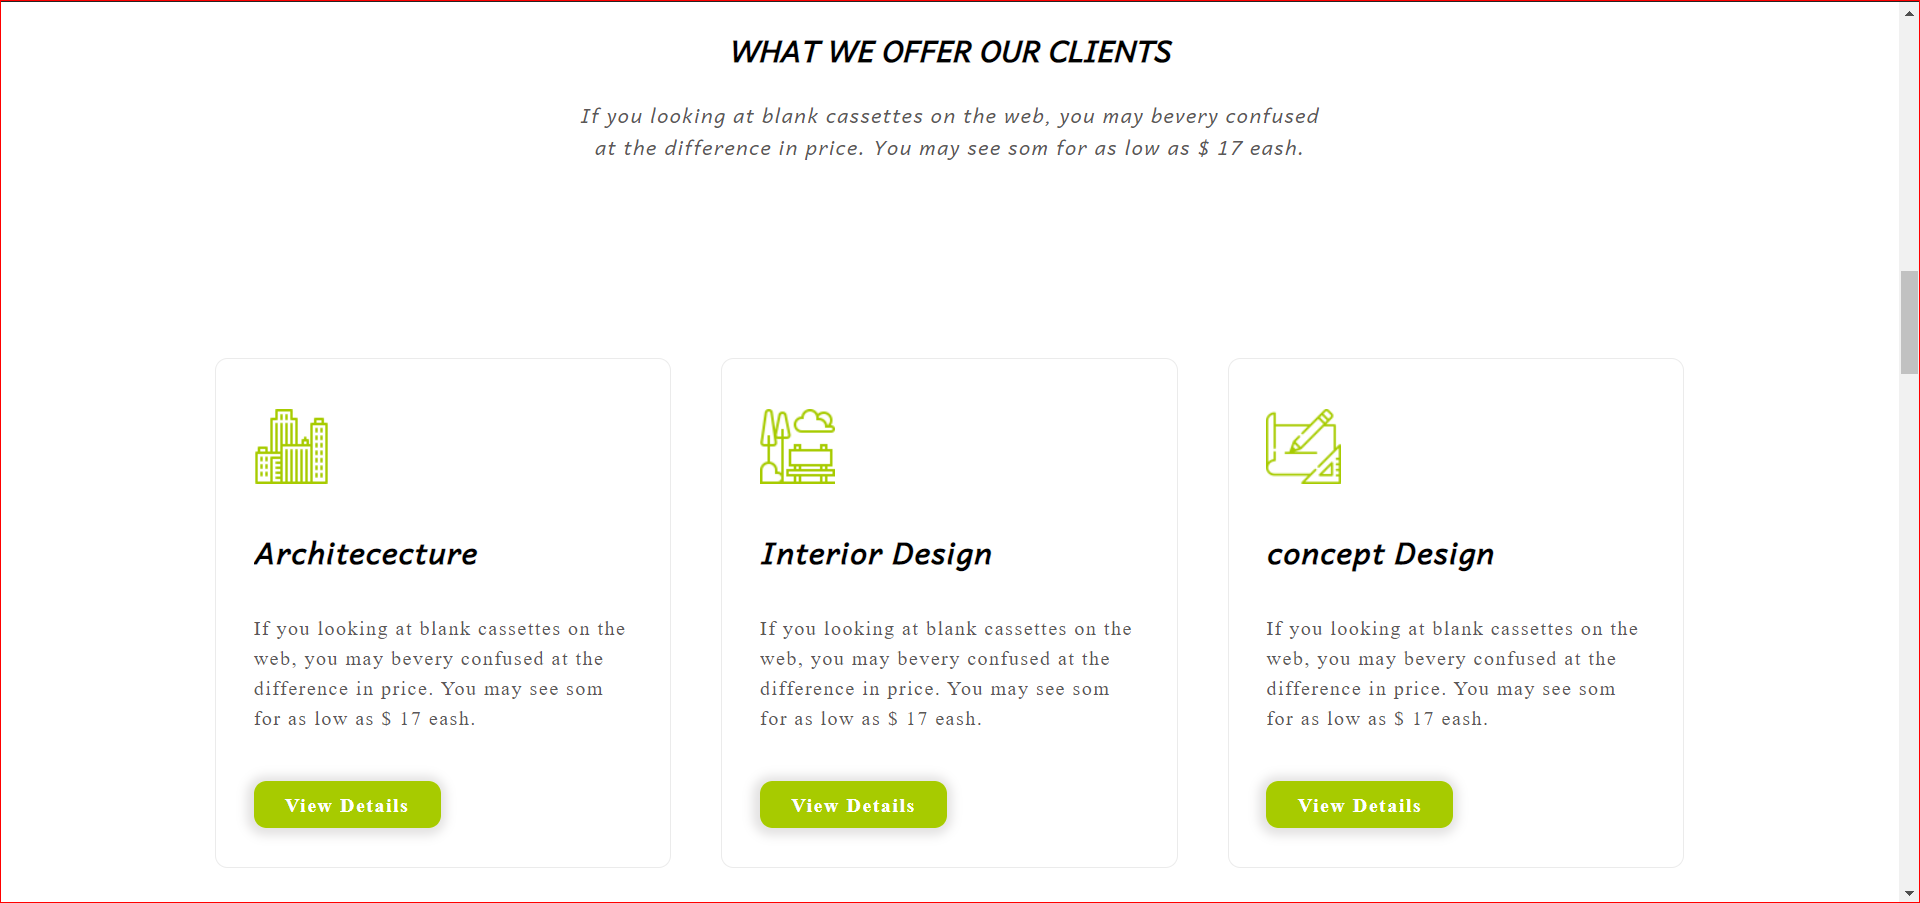 WHAT WE OFFER OUR CLIENTS
If you looking at blank cassettes on the web, you may bevery confused
at the difference in price. You may see som for as low as $ 17 eash.
Architececture
If you looking at blank cassettes on the
web, you may bevery confused at the
difference in price. You may see som
for as low as $ 17 eash.
View Details
Interior Design
If you looking at blank cassettes on the
web, you may bevery confused at the
difference in price. You may see som
for as low as $ 17 eash.
View Details
concept Design
If you looking at blank cassettes on the
web, you may bevery confused at the
difference in price. You may see som
for as low as $ 17 eash.
View Details